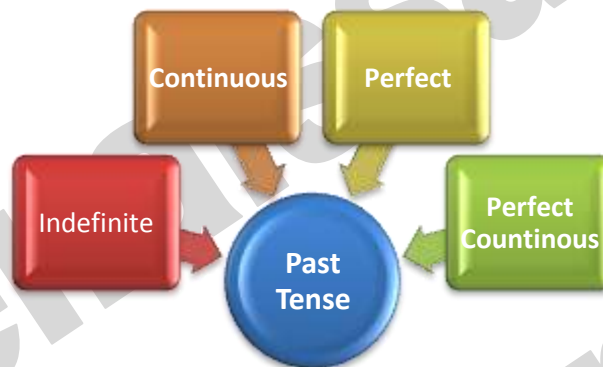 Continuous
Perfect
Indefinite
Perfect
Countinous
Past
Tense